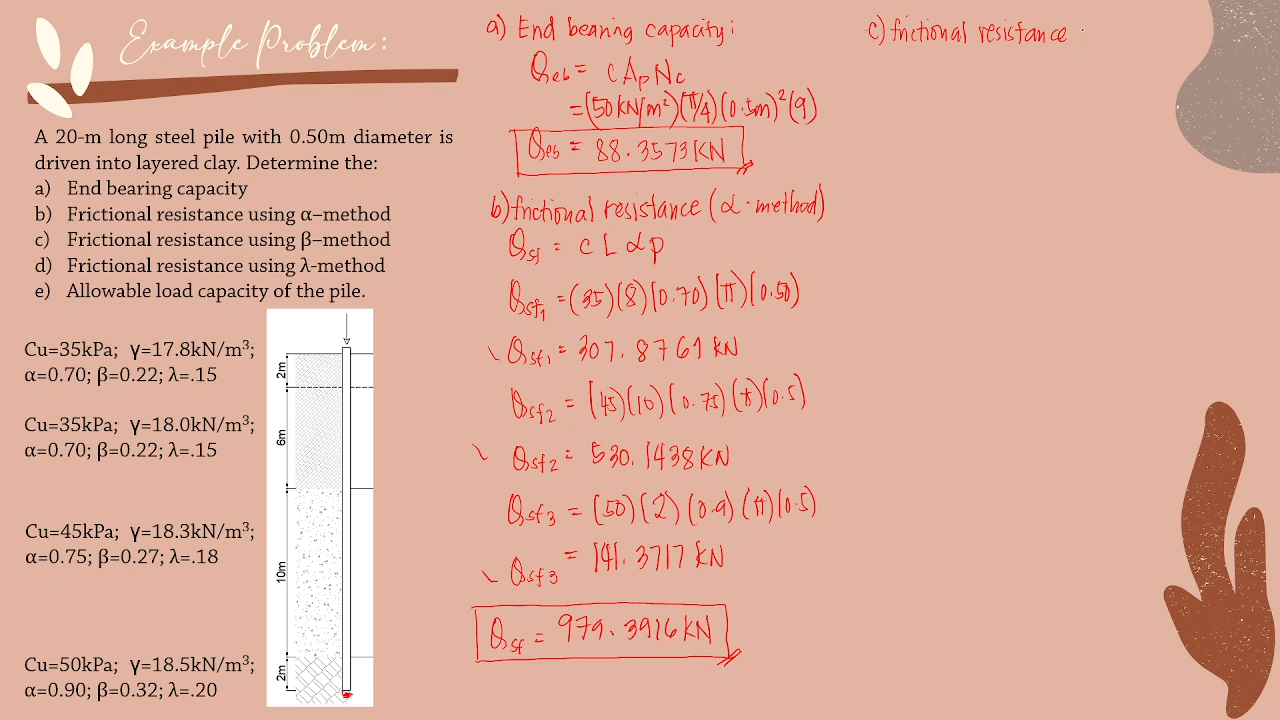 Example Problem:
A 20-m long steel pile with 0.50m diameter is
driven into layered clay. Determine the:
a) End bearing capacity
b) Frictional resistance using α–method
c) Frictional resistance using β–method
d) Frictional resistance using λ-method
e) Allowable load capacity of the pile.
Cu=35kPa; γ=17.8kN/m³;
α=0.70; β=0.22; λ=.15
Cu=35kPa; γ=18.0kN/m³;
α=0.70; β=0.22; λ=.15
Cu=45kPa; γ=18.3kN/m³;
α=0.75; β=0.27; λ=.18
Cu=50kPa; γ=18.5kN/m³;
α=0.90; β=0.32; λ=.20
2m
6m
10m
2m
a) End bearing capacity:
Qeb = c Ap Nc
= (50 kN/m²)(π/4)(0.5m)²(9)
Qeb = 88.3573 KN
b) frictional resistance (α-method)
Qsf = c L α p
Qsf₁ = (35)(8)(0.70)(π)(0.50)
Qsf₁ = 307.8761 KN
Qsf₂ = (45)(10)(0.75)(π)(0.5)
Qsf₂ = 530.1438 KN
Qsf₃ = (50)(2)(0.9)(π)(0.5)
Qsf₃ = 141.3717 KN
Qsf = 979.3916 KN
c) frictional resistance